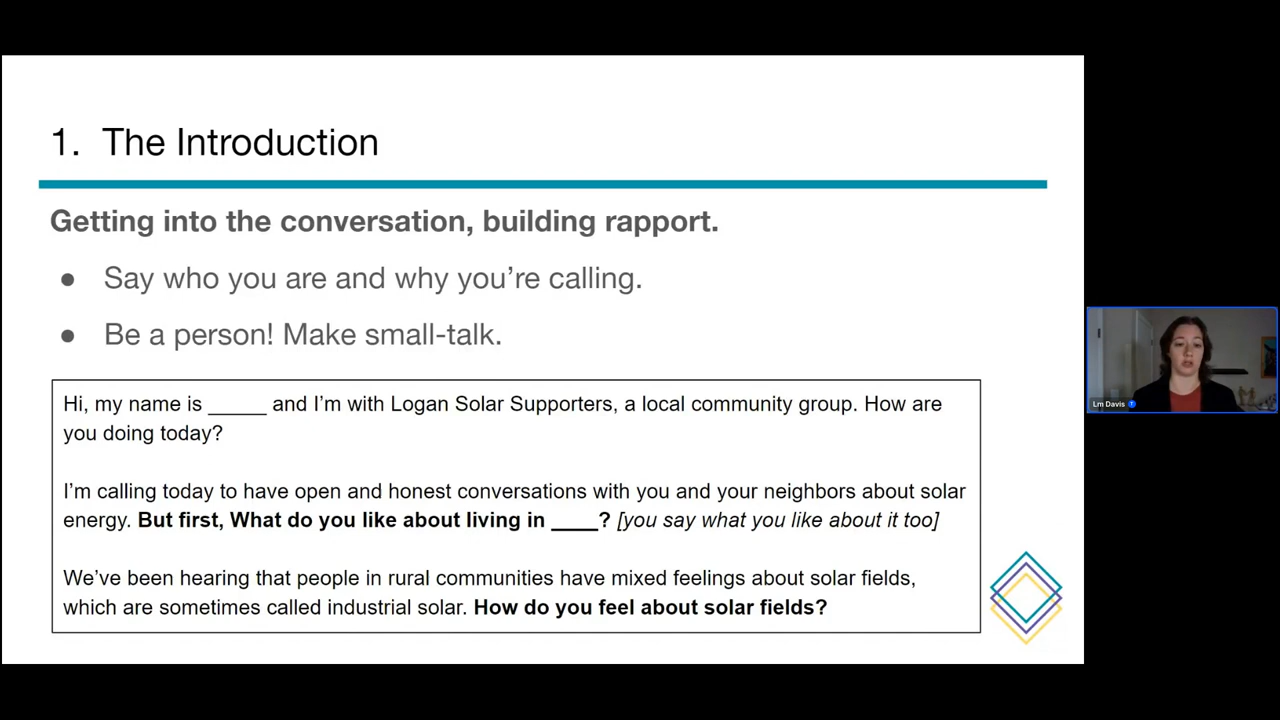 1. The Introduction
Getting into the conversation, building rapport.
● Say who you are and why you’re calling.
● Be a person! Make small-talk.
Hi, my name is _____ and I’m with Logan Solar Supporters, a local community group. How are
you doing today?
I’m calling today to have open and honest conversations with you and your neighbors about solar
energy. But first, What do you like about living in ____? [you say what you like about it too]
We’ve been hearing that people in rural communities have mixed feelings about solar fields,
which are sometimes called industrial solar. How do you feel about solar fields?
Lm Davis